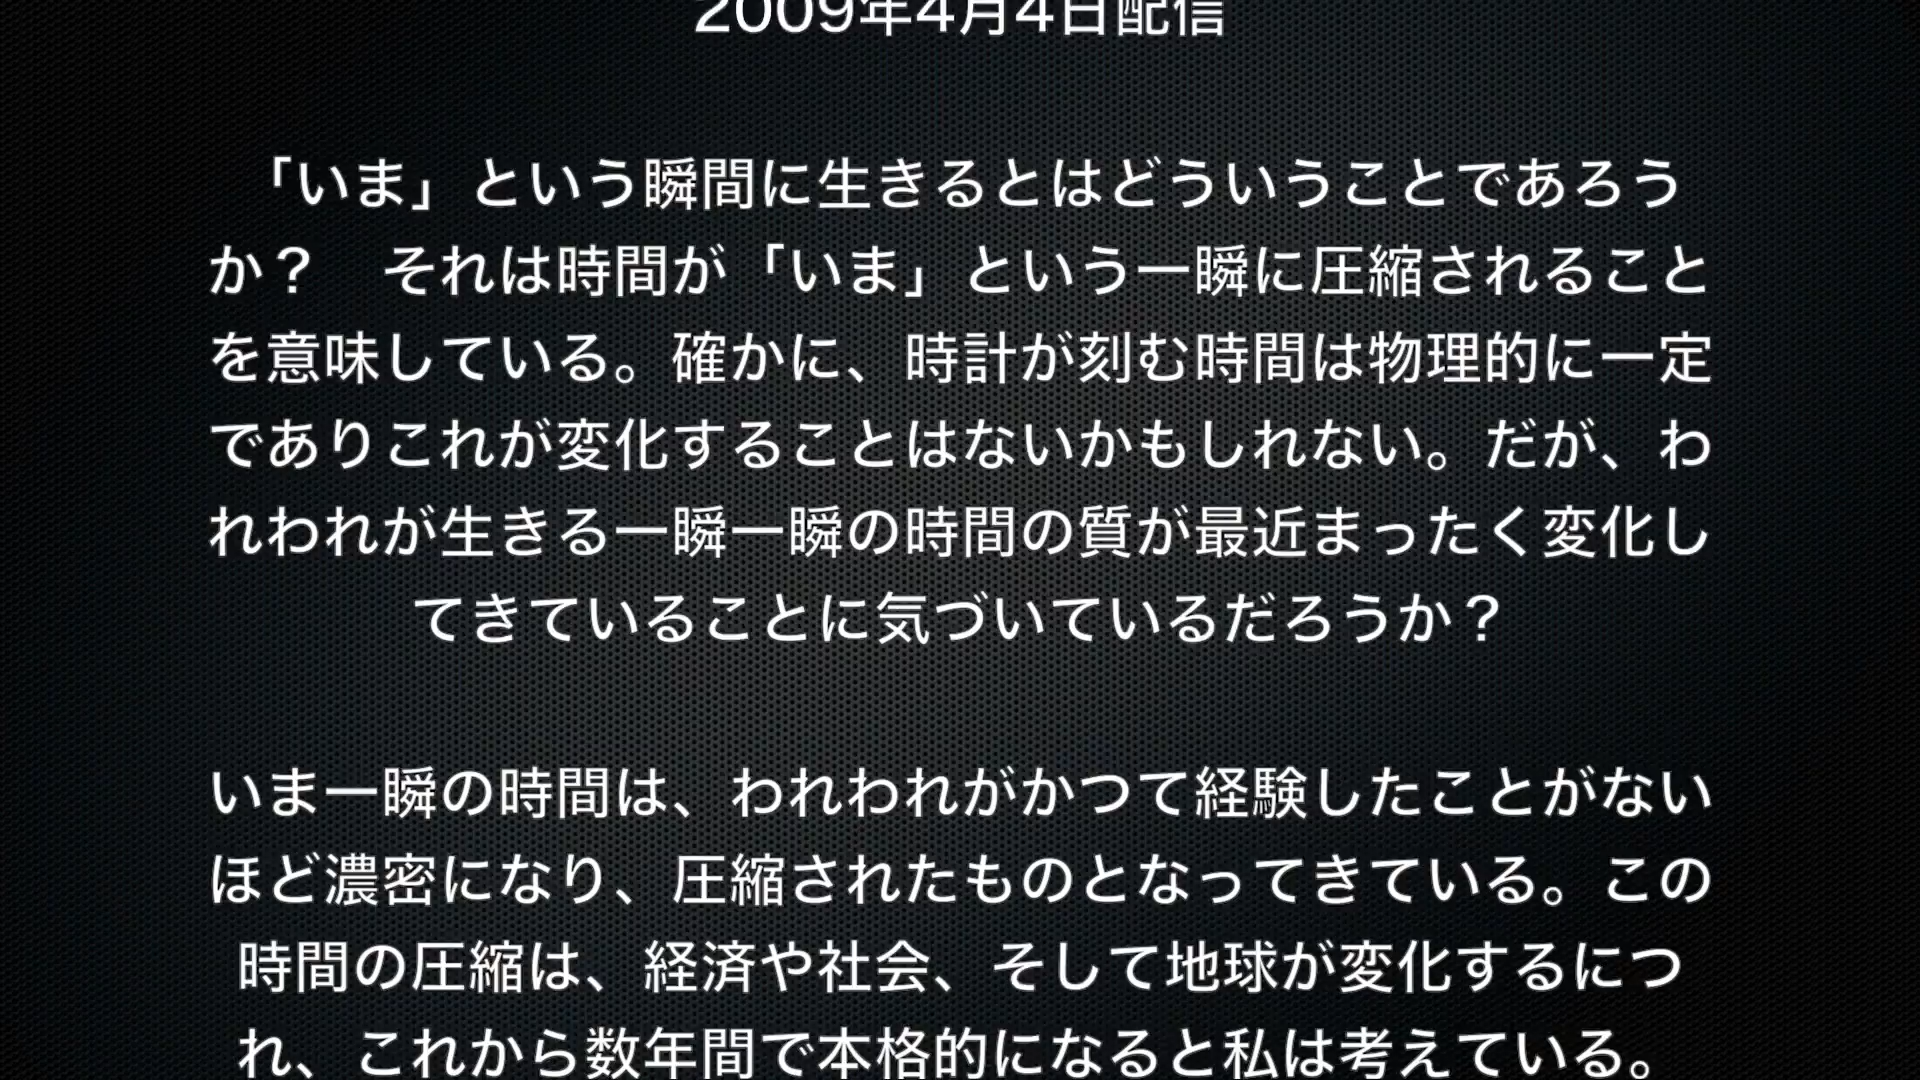 2009年4月4日配信
「いま」という瞬間に生きるとはどういうことであろう
か？　それは時間が「いま」という一瞬に圧縮されること
を意味している。確かに、時計が刻む時間は物理的に一定
でありこれが変化することはないかもしれない。だが、わ
れわれが生きる一瞬一瞬の時間の質が最近まったく変化し
てきていることに気づいているだろうか？
いま一瞬の時間は、われわれがかつて経験したことがない
ほど濃密になり、圧縮されたものとなってきている。この
時間の圧縮は、経済や社会、そして地球が変化するにつ
れ、これから数年間で本格的になると私は考えている。